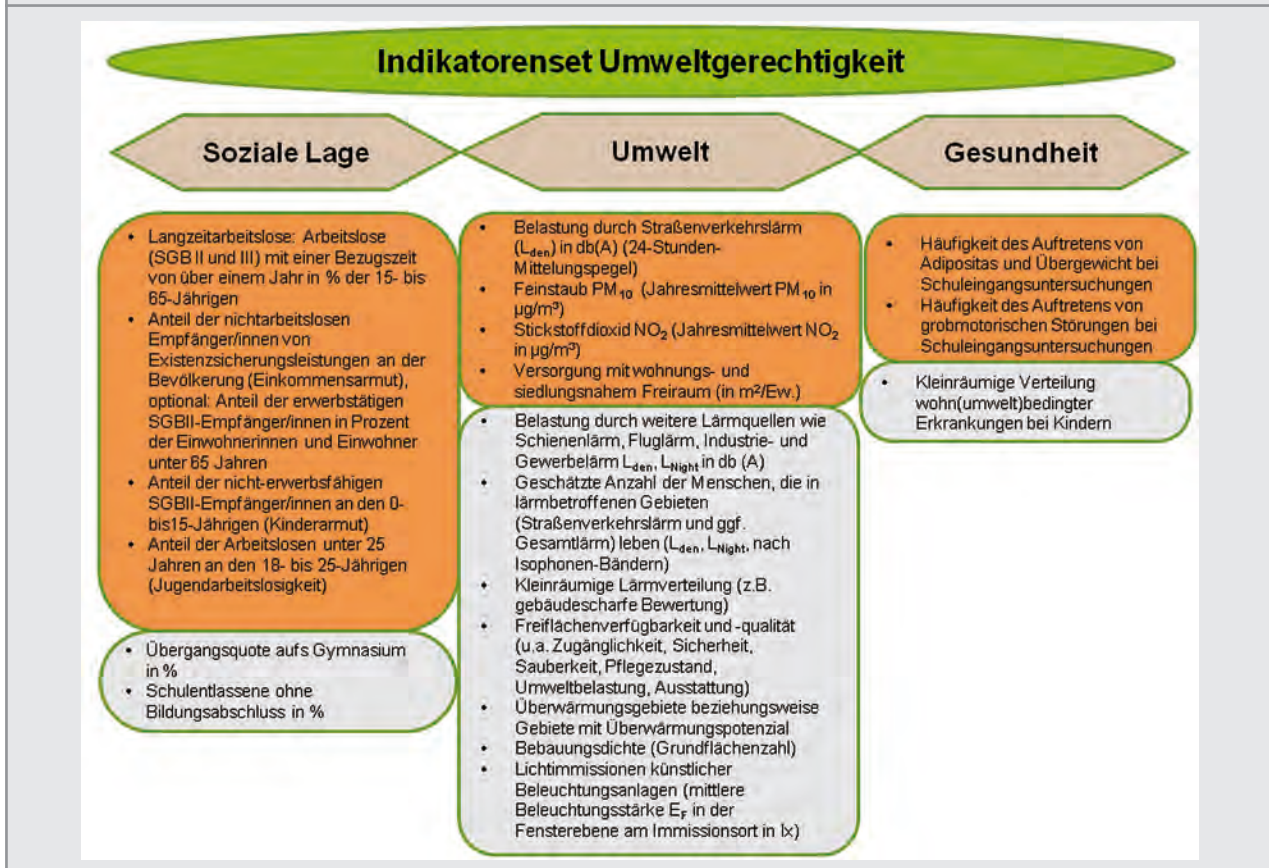 Indikatorenset Umweltgerechtigkeit
Soziale Lage
• Langzeitarbeitslose: Arbeitslose
(SGB II und III) mit einer Bezugszeit
von über einem Jahr in % der 15- bis
65-Jährigen
• Anteil der nichtarbeitslosen
Empfänger/innen von
Existenzsicherungsleistungen an der
Bevölkerung (Einkommensarmut),
optional: Anteil der erwerbstätigen
SGBII-Empfänger/innen in Prozent
der Einwohnerinnen und Einwohner
unter 65 Jahren
• Anteil der nicht-erwerbsfähigen
SGBII-Empfänger/innen an den 0-
bis15-Jährigen (Kinderarmut)
• Anteil der Arbeitslosen unter 25
Jahren an den 18- bis 25-Jährigen
(Jugendarbeitslosigkeit)
• Übergangsquote aufs Gymnasium
in %
• Schulentlassene ohne
Bildungsabschluss in %
Umwelt
• Belastung durch Straßenverkehrslärm
(Lden) in db(A) (24-Stunden-
Mittelungspegel)
• Feinstaub PM10 (Jahresmittelwert PM10 in
µg/m³)
• Stickstoffdioxid NO2 (Jahresmittelwert NO2
in µg/m³)
• Versorgung mit wohnungs- und
siedlungsnahem Freiraum (in m²/Ew.)
• Belastung durch weitere Lärmquellen wie
Schienenlärm, Fluglärm, Industrie- und
Gewerbelärm Lden, LNight in db (A)
• Geschätzte Anzahl der Menschen, die in
lärmbetroffenen Gebieten
(Straßenverkehrslärm und ggf.
Gesamtlärm) leben (Lden, LNight, nach
Isophonen-Bändern)
• Kleinräumige Lärmverteilung (z.B.
gebäudescharfe Bewertung)
• Freiflächenverfügbarkeit und -qualität
(u.a. Zugänglichkeit, Sicherheit,
Sauberkeit, Pflegezustand,
Umweltbelastung, Ausstattung)
• Überwärmungsgebiete beziehungsweise
Gebiete mit Überwärmungspotenzial
• Bebauungsdichte (Grundflächenzahl)
• Lichtimmissionen künstlicher
Beleuchtungsanlagen (mittlere
Beleuchtungsstärke EF in der
Fensterebene am Immissionsort in lx)
Gesundheit
• Häufigkeit des Auftretens von
Adipositas und Übergewicht bei
Schuleingangsuntersuchungen
• Häufigkeit des Auftretens von
grobmotorischen Störungen bei
Schuleingangsuntersuchungen
• Kleinräumige Verteilung
wohn(umwelt)bedingter
Erkrankungen bei Kindern